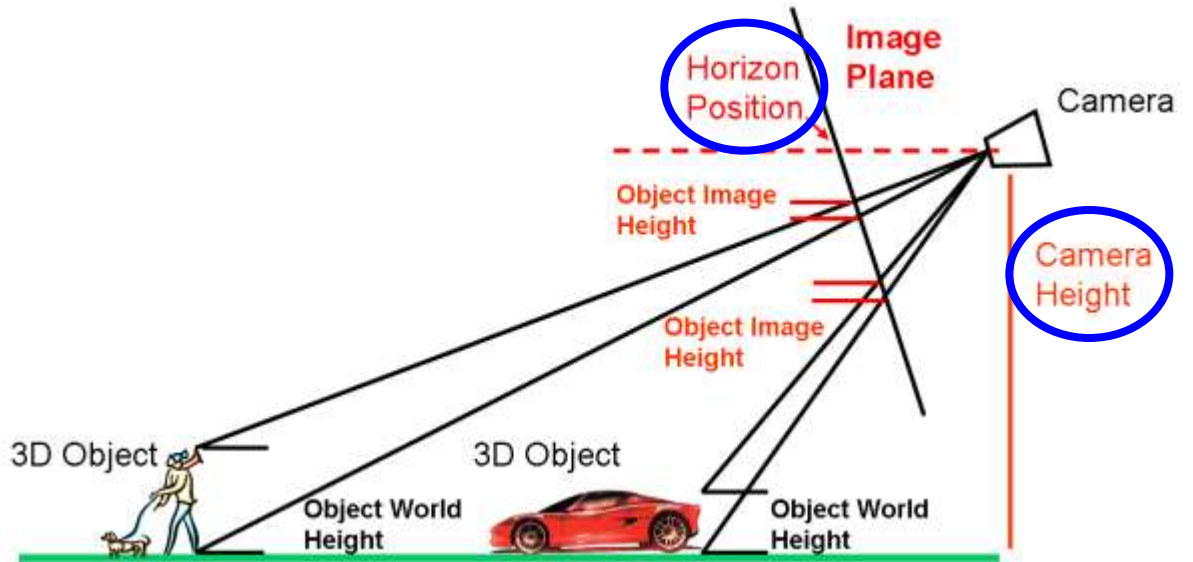 Image
Plane
Horizon
Position
Camera
Object Image
Height
Camera
Height
Object Image
Height
3D Object
3D Object
Object World
Height
Object World
Height